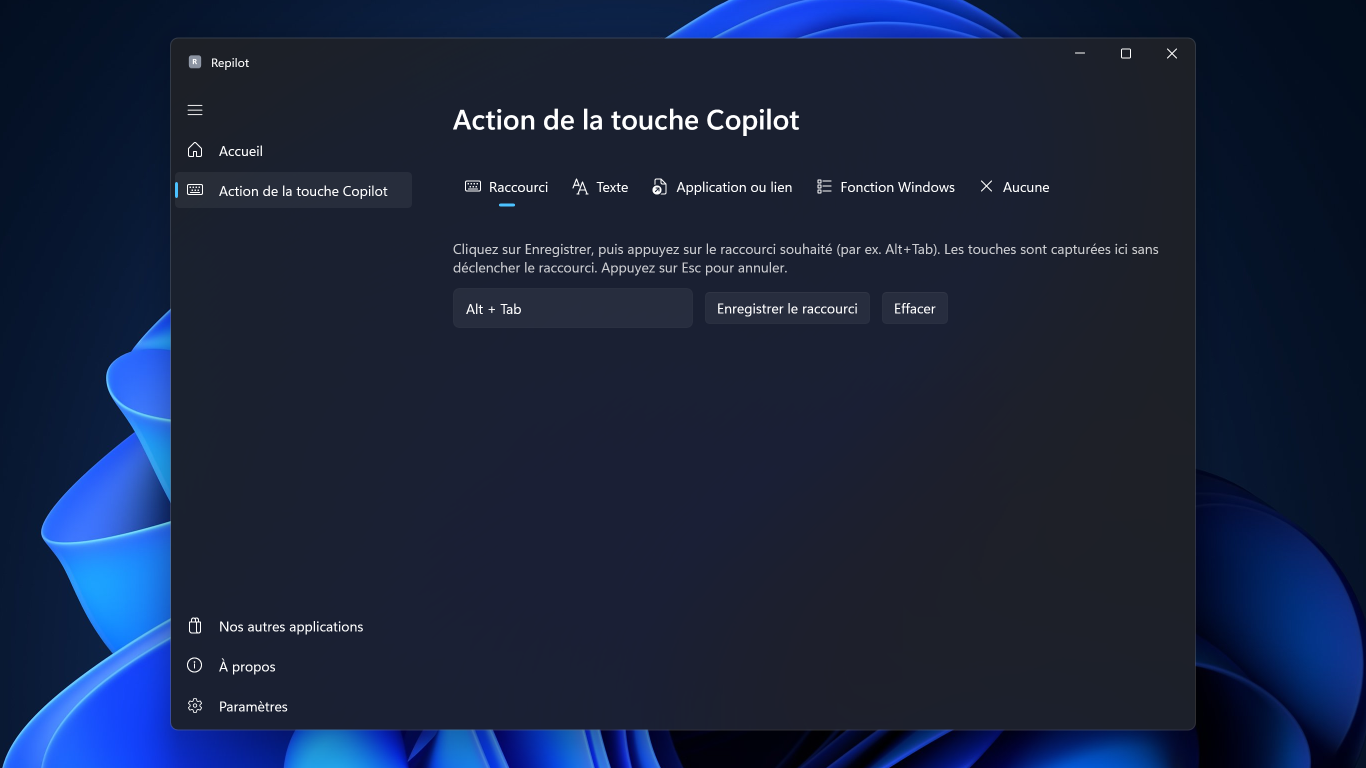 R
Repilot
Accueil
Action de la touche Copilot
Action de la touche Copilot
Raccourci
Texte
Application ou lien
Fonction Windows
Aucune
Cliquez sur Enregistrer, puis appuyez sur le raccourci souhaité (par ex. Alt+Tab). Les touches sont capturées ici sans
déclencher le raccourci. Appuyez sur Esc pour annuler.
Alt + Tab
Enregistrer le raccourci
Effacer
Nos autres applications
À propos
Paramètres